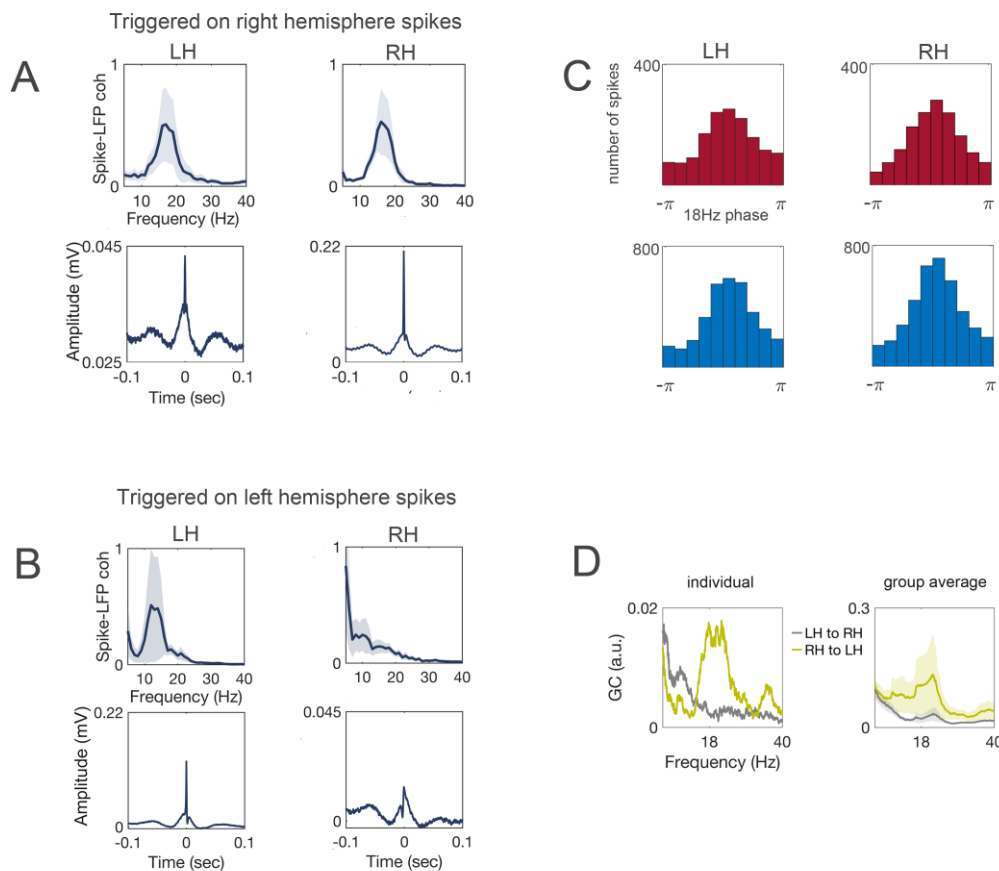 Triggered on right hemisphere spikes
A
LH
RH
Spike-LFP coh
1
0
10 20 30 40
Frequency (Hz)
1
0
10 20 30 40
Amplitude (mV)
0.045
0.025
-0.1 0 0.1
Time (sec)
0.22
0
-0.1 0 0.1
Triggered on left hemisphere spikes
B
LH
RH
Spike-LFP coh
1
0
10 20 30 40
Frequency (Hz)
1
0
10 20 30 40
Amplitude (mV)
0.22
0
-0.1 0 0.1
Time (sec)
0.045
0
-0.1 0 0.1
Time (sec)
C
LH
RH
number of spikes
400
-π π
18Hz phase
400
-π π
800
-π π
800
-π π
D
individual
group average
GC (a.u.)
0.02
0
18 40
Frequency (Hz)
LH to RH
RH to LH
0.3
0
18 40